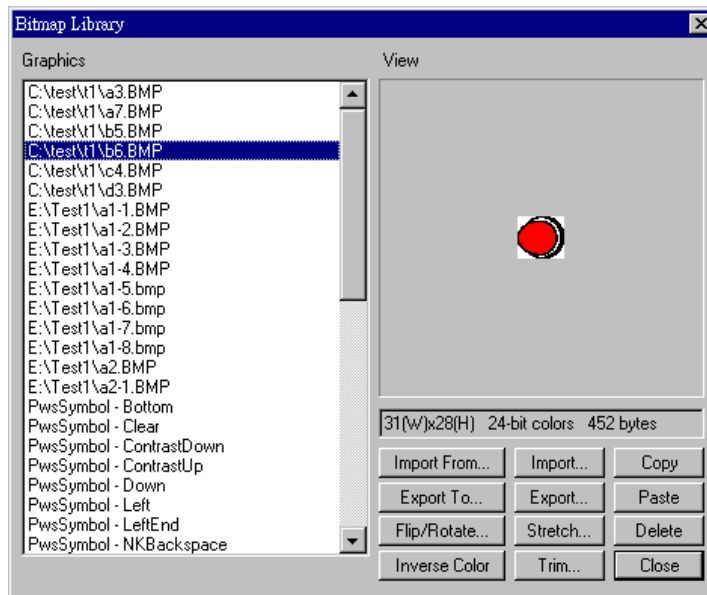 Bitmap Library
Graphics
View
C:\test\t1\a3.BMP
C:\test\t1\a7.BMP
C:\test\t1\b5.BMP
C:\test\t1\b6.BMP
C:\test\t1\c4.BMP
C:\test\t1\d3.BMP
E:\Test1\a1-1.BMP
E:\Test1\a1-2.BMP
E:\Test1\a1-3.BMP
E:\Test1\a1-4.BMP
E:\Test1\a1-5.bmp
E:\Test1\a1-6.bmp
E:\Test1\a1-7.bmp
E:\Test1\a1-8.bmp
E:\Test1\a2.BMP
E:\Test1\a2-1.BMP
PwsSymbol - Bottom
PwsSymbol - Clear
PwsSymbol - ContrastDown
PwsSymbol - ContrastUp
PwsSymbol - Down
PwsSymbol - Left
PwsSymbol - LeftEnd
PwsSymbol - NKBackspace
31(W)x28(H) 24-bit colors 452 bytes
Import From... Import... Copy
Export To... Export... Paste
Flip/Rotate... Stretch... Delete
Inverse Color Trim... Close